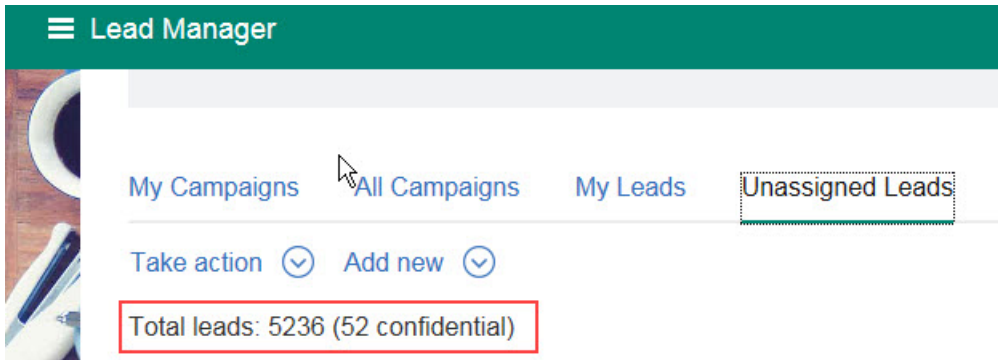 Lead Manager
My Campaigns All Campaigns My Leads Unassigned Leads
Take action Add new
Total leads: 5236 (52 confidential)